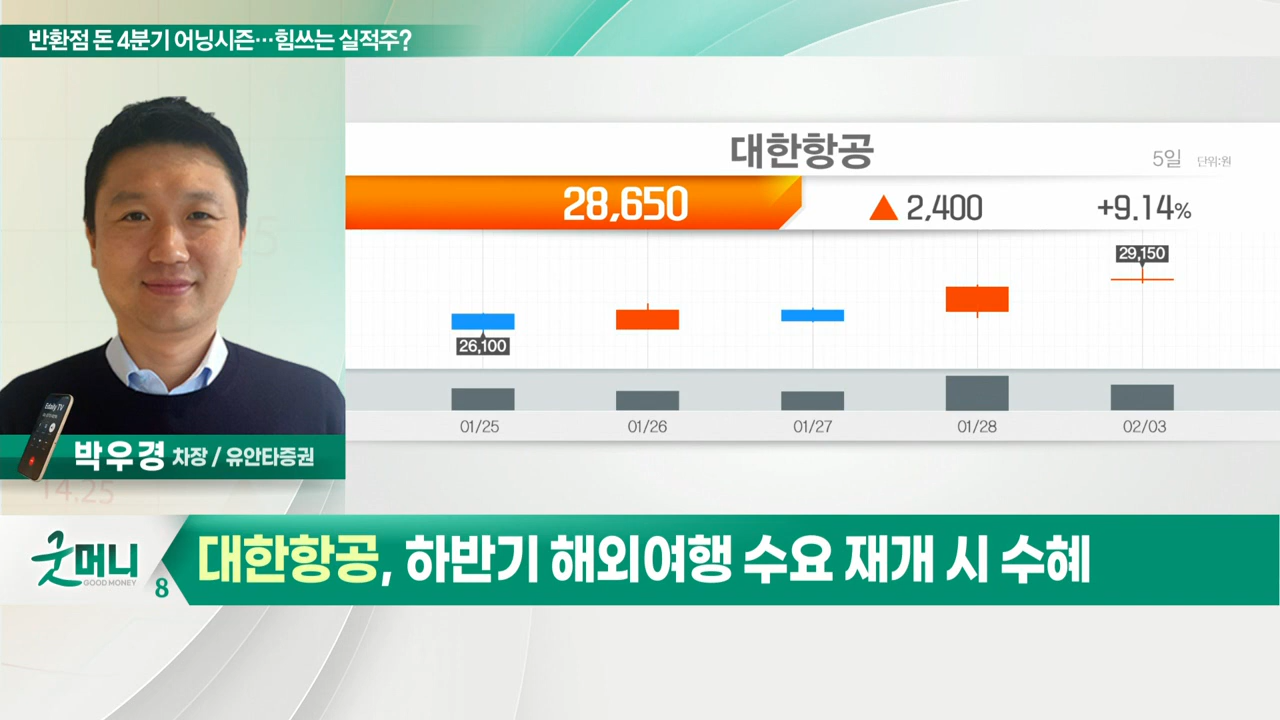 반환점 돈 4분기 어닝시즌…힘쓰는 실적주?
대한항공
5일 단위:원
28,650 ▲ 2,400 +9.14%
29,150
26,100
01/25 01/26 01/27 01/28 02/03
Edaily TV
박우경 차장 / 유안타증권
14.25
굿머니
GOOD MONEY
8
대한항공, 하반기 해외여행 수요 재개 시 수혜